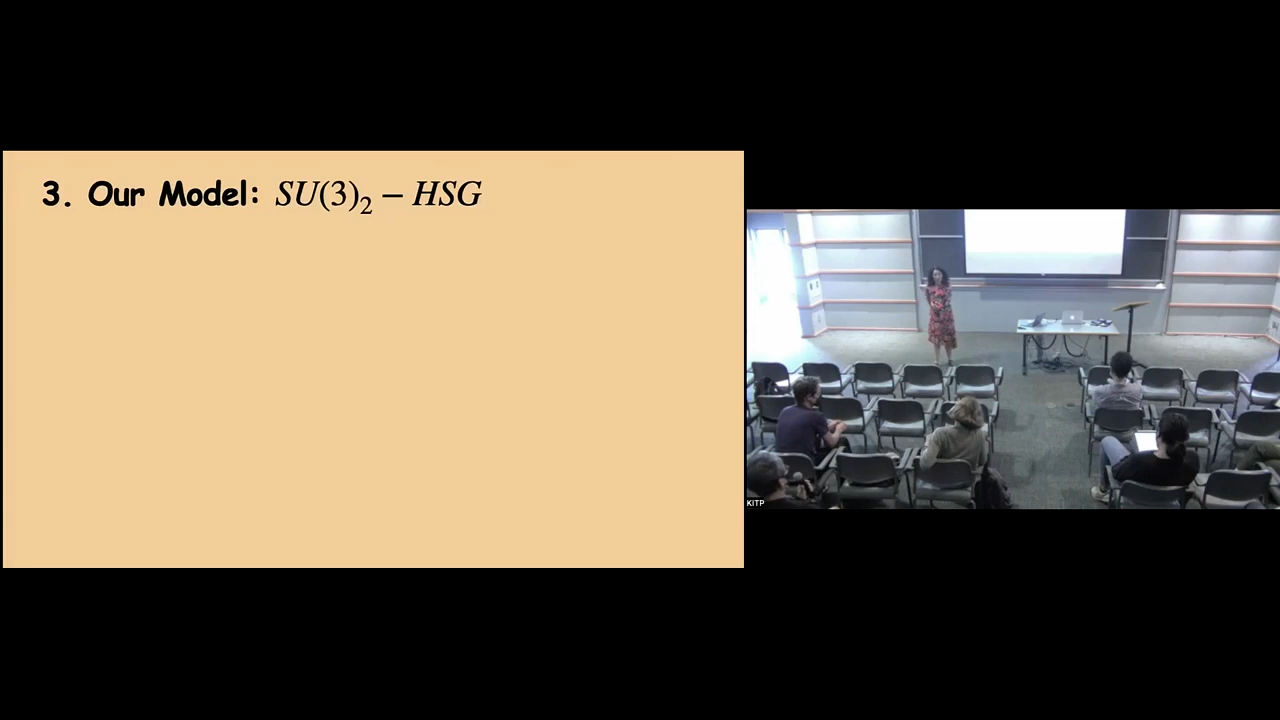 3. Our Model: SU(3)₂ – HSG
KITP